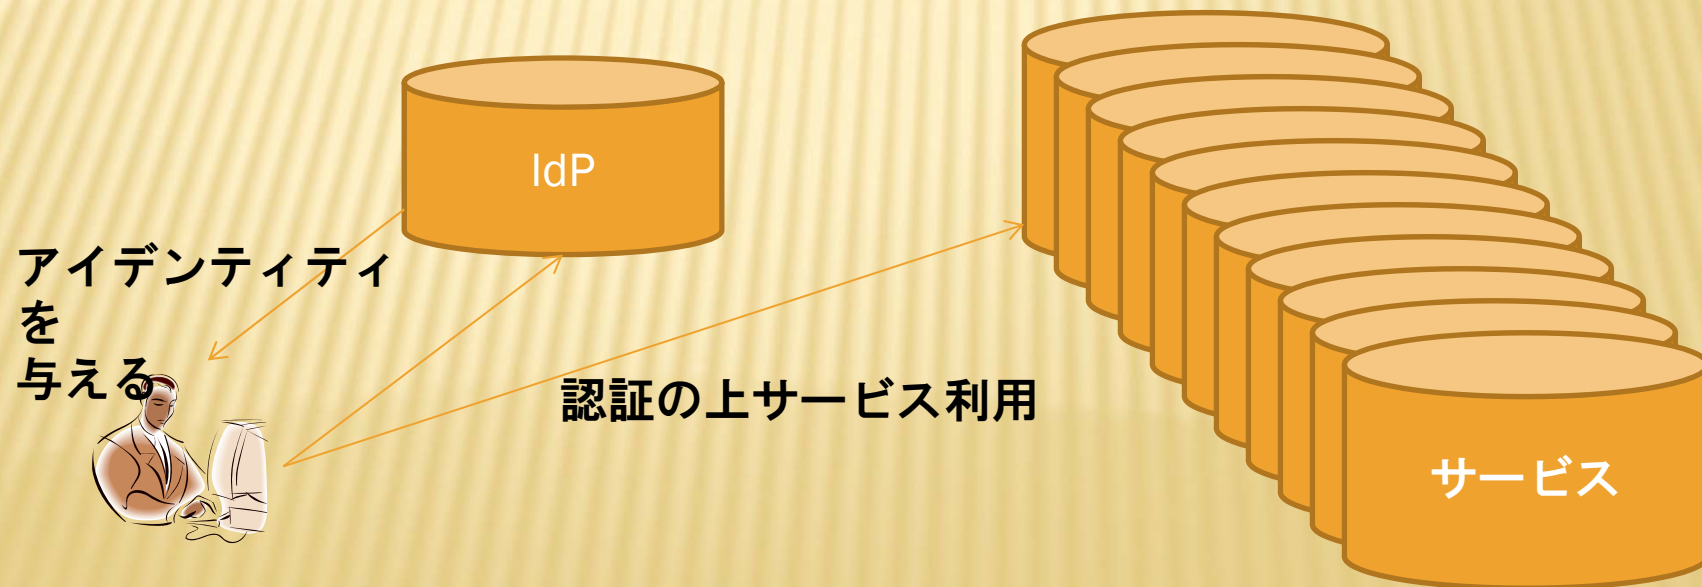 IdP
アイデンティティ
を
与える
認証の上サービス利用
サービス